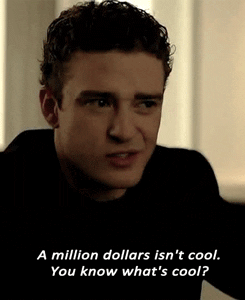 A million dollars isn't cool.
You know what's cool?